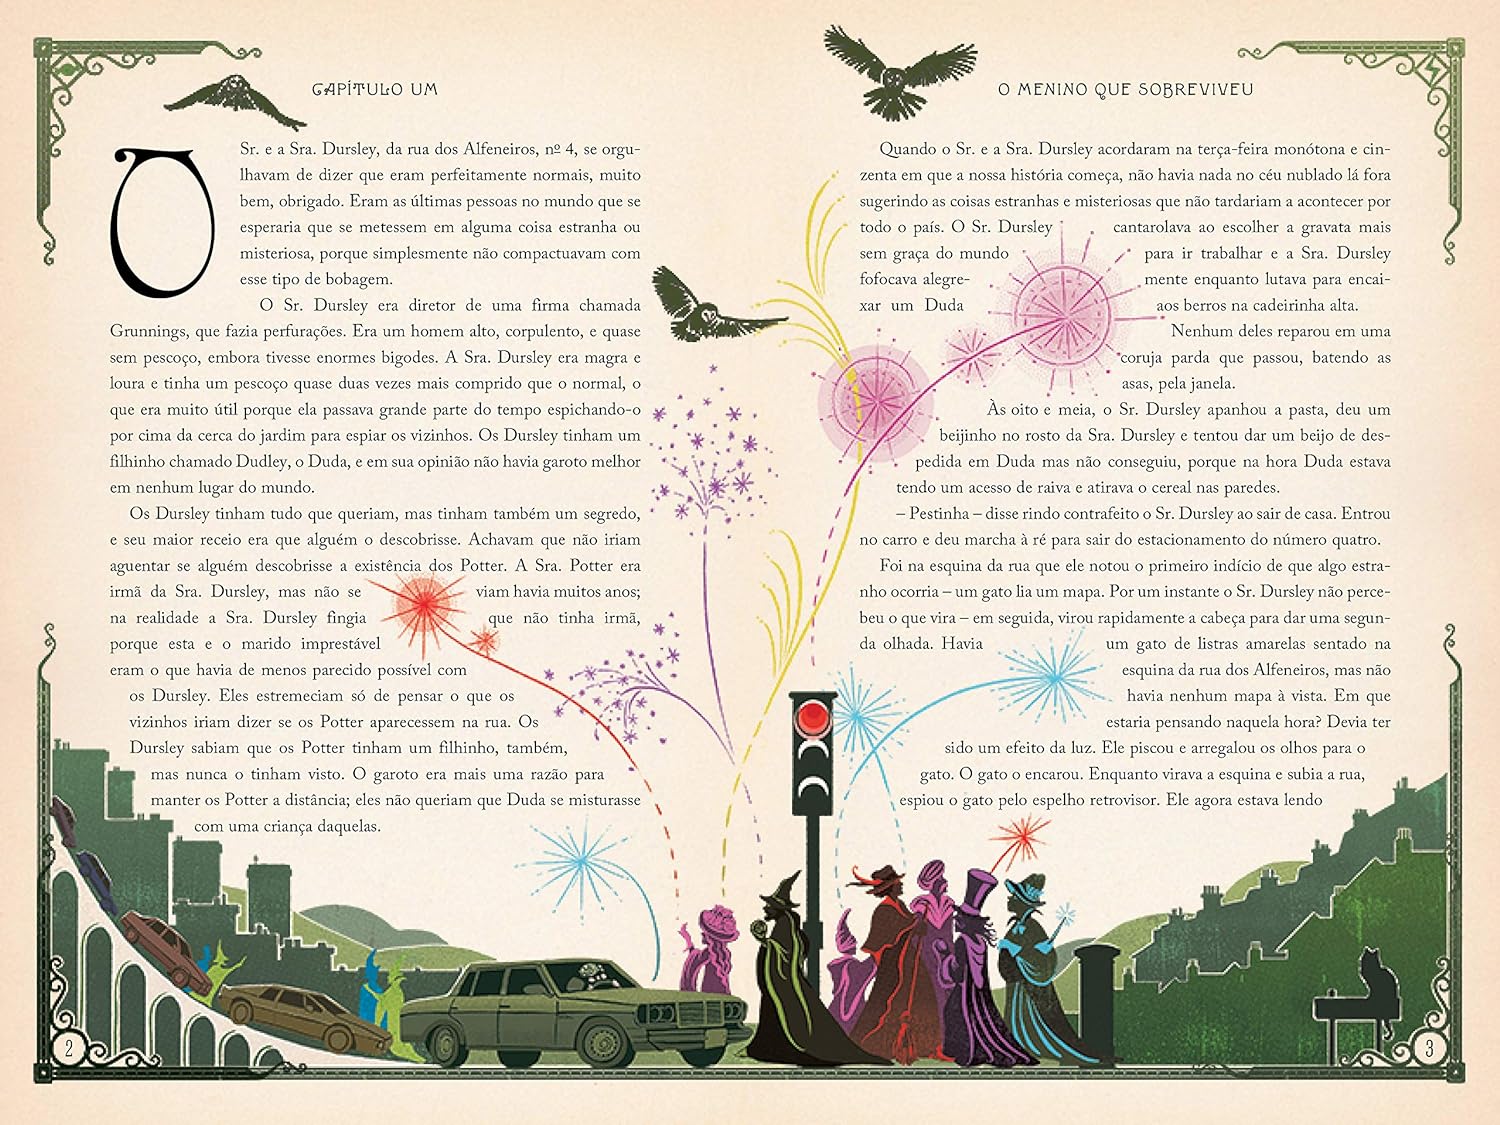 CAPÍTULO UM
O Sr. e a Sra. Dursley, da rua dos Alfeneiros, nº 4, se orgu-
lhavam de dizer que eram perfeitamente normais, muito
bem, obrigado. Eram as últimas pessoas no mundo que se
esperaria que se metessem em alguma coisa estranha ou
misteriosa, porque simplesmente não compactuavam com
esse tipo de bobagem.
O Sr. Dursley era diretor de uma firma chamada
Grunnings, que fazia perfurações. Era um homem alto, corpulento, e quase
sem pescoço, embora tivesse enormes bigodes. A Sra. Dursley era magra e
loura e tinha um pescoço quase duas vezes mais comprido que o normal, o
que era muito útil porque ela passava grande parte do tempo espichando-o
por cima da cerca do jardim para espiar os vizinhos. Os Dursley tinham um
filhinho chamado Dudley, o Duda, e em sua opinião não havia garoto melhor
em nenhum lugar do mundo.
Os Dursley tinham tudo que queriam, mas tinham também um segredo,
e seu maior receio era que alguém o descobrisse. Achavam que não iriam
aguentar se alguém descobrisse a existência dos Potter. A Sra. Potter era
irmã da Sra. Dursley, mas não se viam havia muitos anos;
na realidade a Sra. Dursley fingia que não tinha irmã,
porque esta e o marido imprestável
eram o que havia de menos parecido possível com
os Dursley. Eles estremeciam só de pensar o que os
vizinhos iriam dizer se os Potter aparecessem na rua. Os
Dursley sabiam que os Potter tinham um filhinho, também,
mas nunca o tinham visto. O garoto era mais uma razão para
manter os Potter a distância; eles não queriam que Duda se misturasse
com uma criança daquelas.
2
O MENINO QUE SOBREVIVEU
Quando o Sr. e a Sra. Dursley acordaram na terça-feira monótona e cin-
zenta em que a nossa história começa, não havia nada no céu nublado lá fora
sugerindo as coisas estranhas e misteriosas que não tardariam a acontecer por
todo o país. O Sr. Dursley cantarolava ao escolher a gravata mais
sem graça do mundo para ir trabalhar e a Sra. Dursley
fofocava alegre- mente enquanto lutava para encai-
xar um Duda aos berros na cadeirinha alta.
Nenhum deles reparou em uma
coruja parda que passou, batendo as
asas, pela janela.
Às oito e meia, o Sr. Dursley apanhou a pasta, deu um
beijinho no rosto da Sra. Dursley e tentou dar um beijo de des-
pedida em Duda mas não conseguiu, porque na hora Duda estava
tendo um acesso de raiva e atirava o cereal nas paredes.
– Pestinha – disse rindo contrafeito o Sr. Dursley ao sair de casa. Entrou
no carro e deu marcha à ré para sair do estacionamento do número quatro.
Foi na esquina da rua que ele notou o primeiro indício de que algo estra-
nho ocorria – um gato lia um mapa. Por um instante o Sr. Dursley não perce-
beu o que vira – em seguida, virou rapidamente a cabeça para dar uma segun-
da olhada. Havia um gato de listras amarelas sentado na
esquina da rua dos Alfeneiros, mas não
havia nenhum mapa à vista. Em que
estaria pensando naquela hora? Devia ter
sido um efeito da luz. Ele piscou e arregalou os olhos para o
gato. O gato o encarou. Enquanto virava a esquina e subia a rua,
espiou o gato pelo espelho retrovisor. Ele agora estava lendo
3